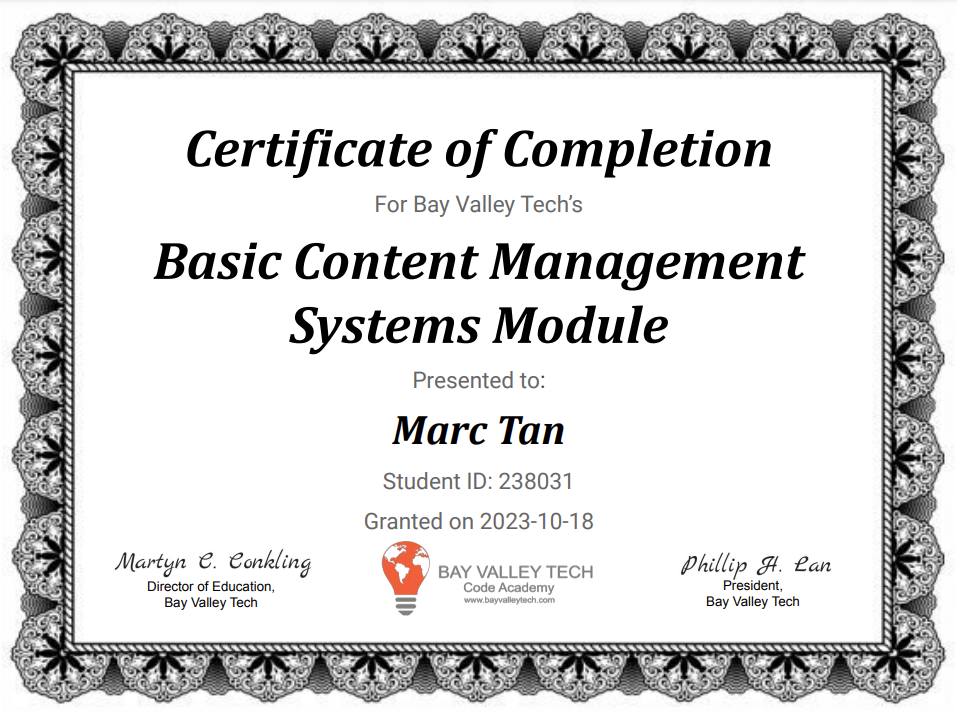 Certificate of Completion
For Bay Valley Tech's
Basic Content Management
Systems Module
Presented to:
Marc Tan
Student ID: 238031
Granted on 2023-10-18
Martyn C. Conkling
Director of Education,
Bay Valley Tech
BAY VALLEY TECH
Code Academy
www.bayvalleytech.com
Phillip H. Lan
President,
Bay Valley Tech